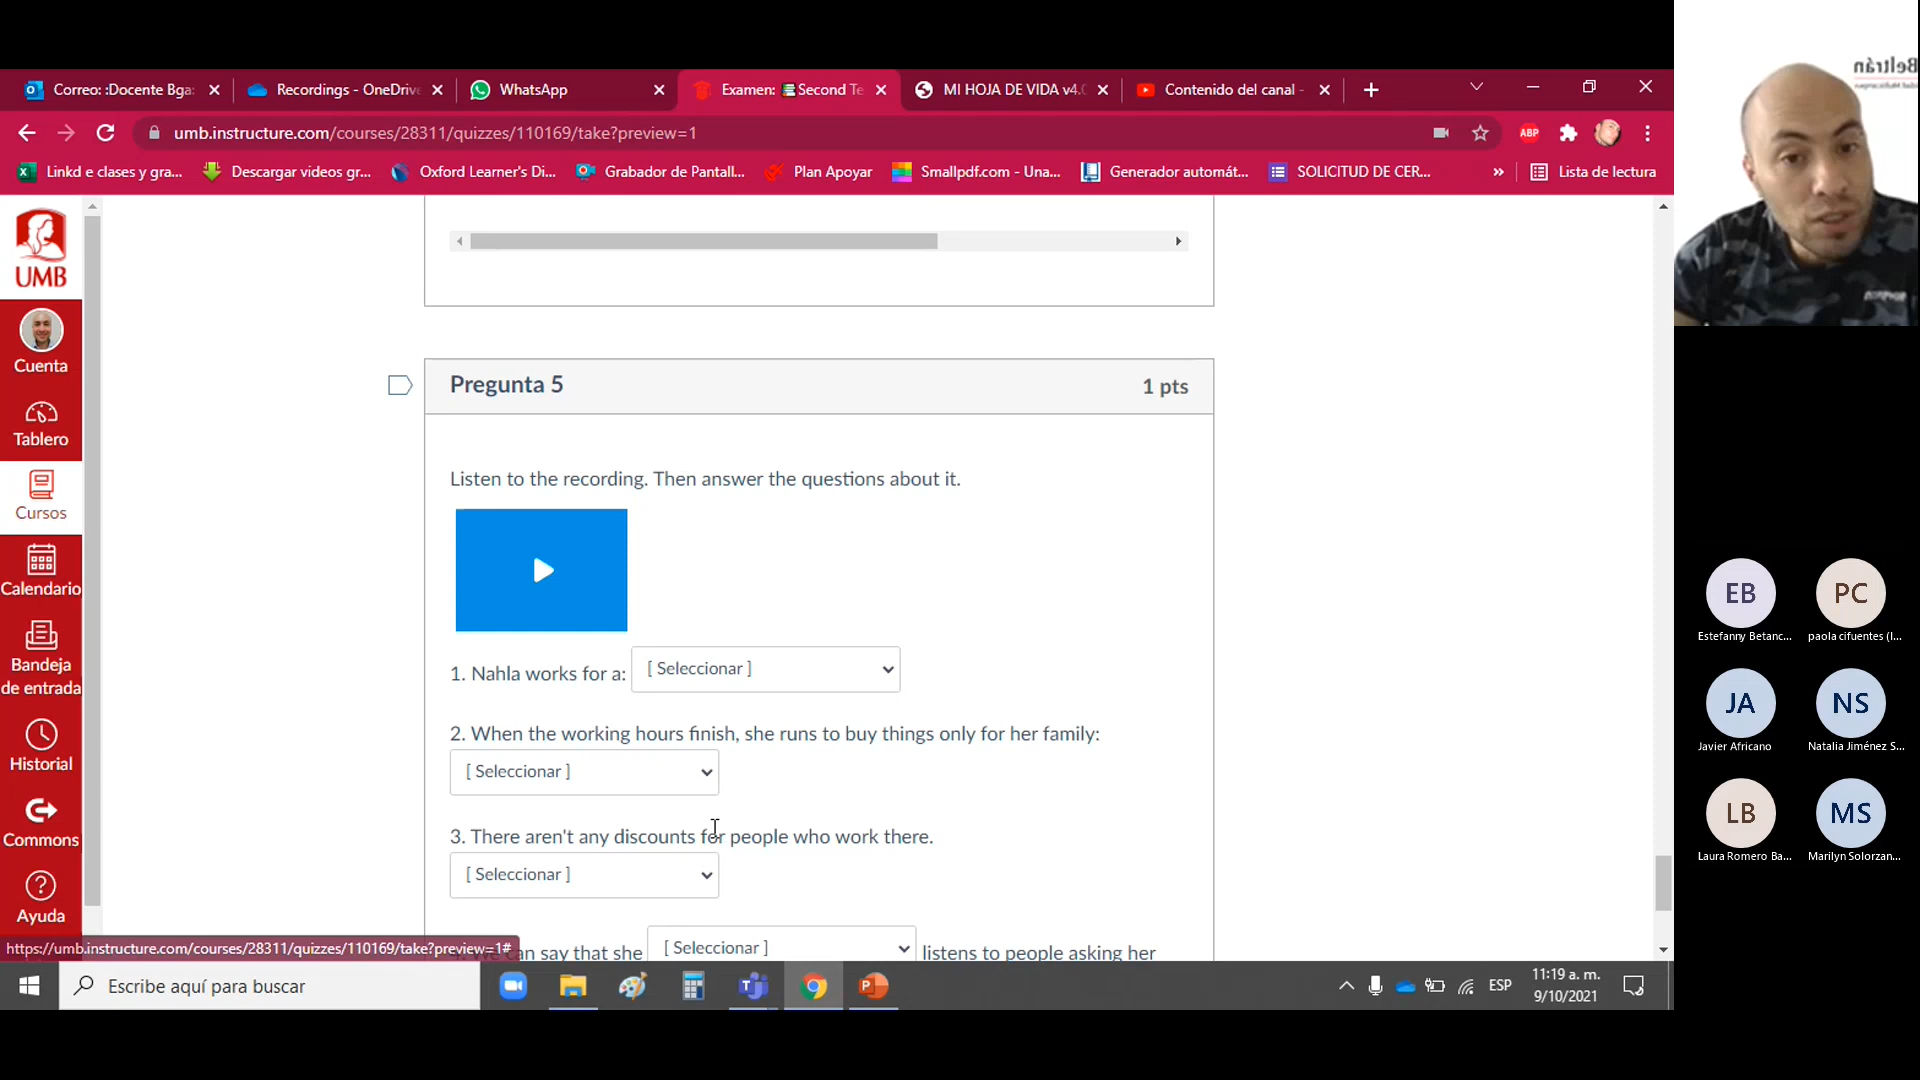 Correo: :Docente Bga:
Recordings - OneDrive
WhatsApp
Examen: Second Te
MI HOJA DE VIDA v4.0
Contenido del canal -
umb.instructure.com/courses/28311/quizzes/110169/take?preview=1
ABP
Linkd e clases y gra...
Descargar videos gr...
Oxford Learner's Di...
Grabador de Pantall...
Plan Apoyar
Smallpdf.com - Una...
Generador automát...
SOLICITUD DE CER...
»
Lista de lectura
UMB
Cuenta
Tablero
Cursos
Calendario
Bandeja
de entrada
Historial
Commons
Ayuda
Pregunta 5
1 pts
Listen to the recording. Then answer the questions about it.
1. Nahla works for a: [ Seleccionar ]
2. When the working hours finish, she runs to buy things only for her family:
[ Seleccionar ]
3. There aren't any discounts for people who work there.
[ Seleccionar ]
4. We can say that she [ Seleccionar ] listens to people asking her
https://umb.instructure.com/courses/28311/quizzes/110169/take?preview=1#
Escribe aquí para buscar
ESP
11:19 a. m.
9/10/2021
Beltrán
EB
Estefanny Betanc...
PC
paola cifuentes (I...
JA
Javier Africano
NS
Natalia Jiménez S...
LB
Laura Romero Ba...
MS
Marilyn Solorzan...